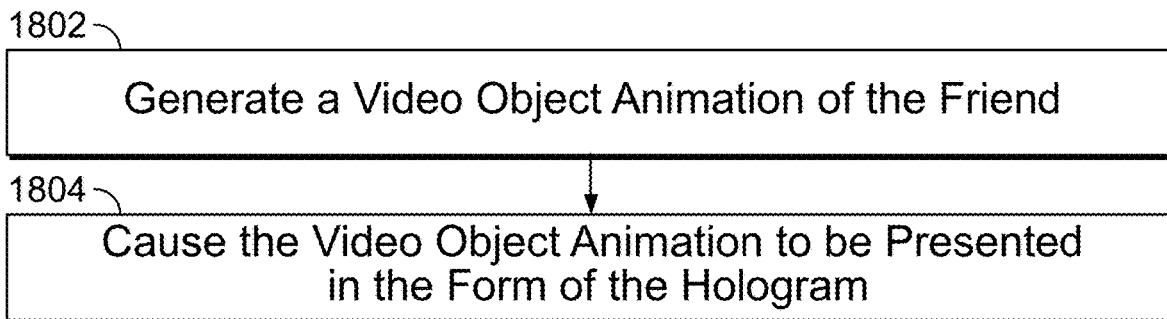 1802
Generate a Video Object Animation of the Friend
1804
Cause the Video Object Animation to be Presented
in the Form of the Hologram